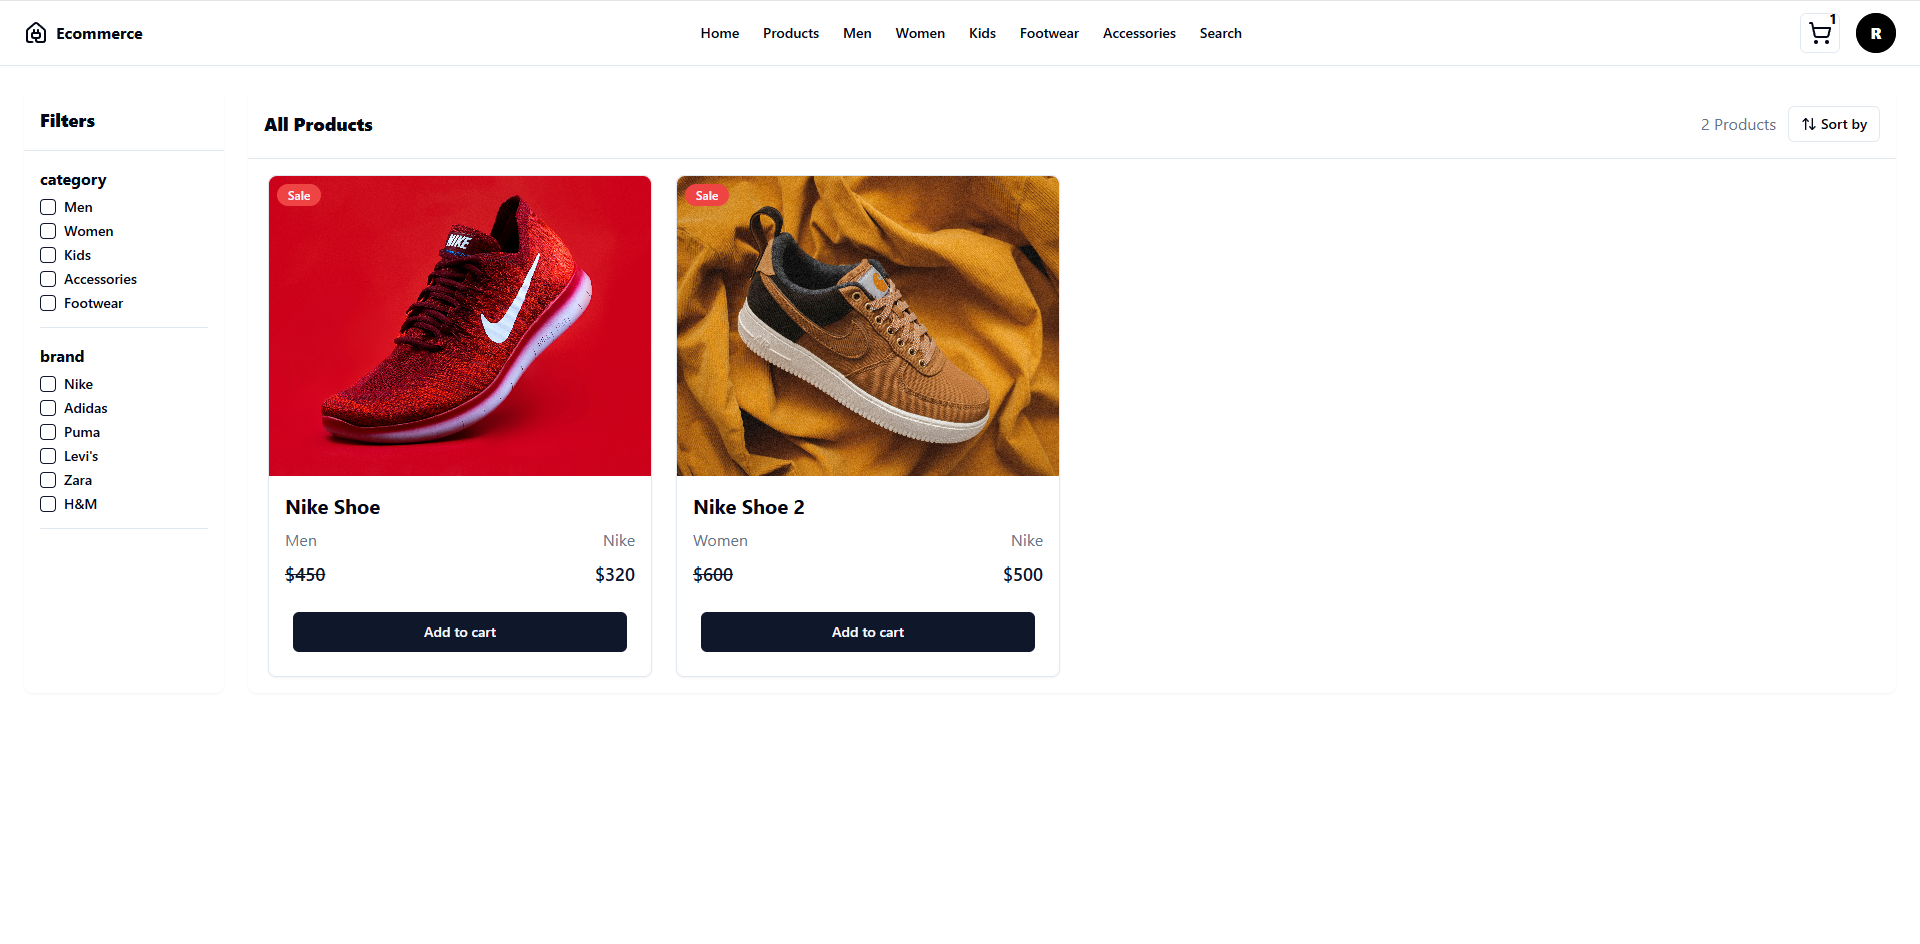 Ecommerce
Home Products Men Women Kids Footwear Accessories Search
1
R
Filters
category
Men
Women
Kids
Accessories
Footwear
brand
Nike
Adidas
Puma
Levi's
Zara
H&M
All Products
2 Products
Sort by
Sale
NIKE
Nike Shoe
Men Nike
$450 $320
Add to cart
Sale
Nike Shoe 2
Women Nike
$600 $500
Add to cart